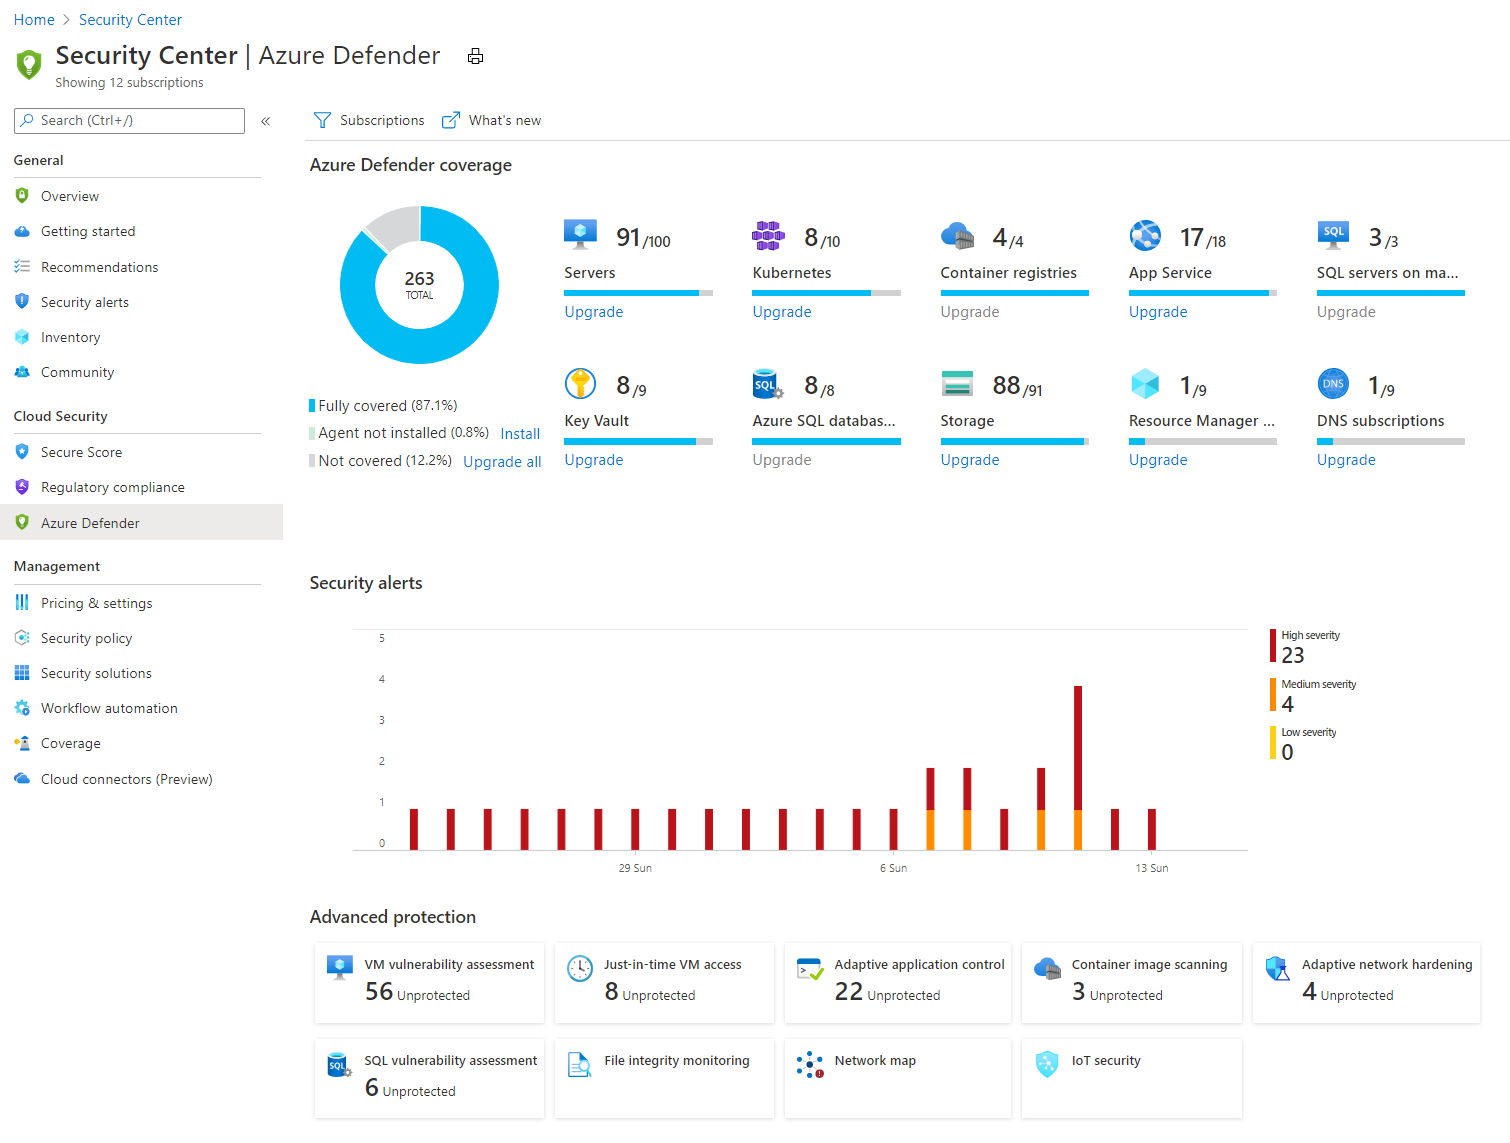 Home > Security Center
Security Center | Azure Defender
Showing 12 subscriptions
Search (Ctrl+/)
«
General
Overview
Getting started
Recommendations
Security alerts
Inventory
Community
Cloud Security
Secure Score
Regulatory compliance
Azure Defender
Management
Pricing & settings
Security policy
Security solutions
Workflow automation
Coverage
Cloud connectors (Preview)
Subscriptions
What's new
Azure Defender coverage
263
TOTAL
Fully covered (87.1%)
Agent not installed (0.8%) Install
Not covered (12.2%) Upgrade all
91/100
Servers
Upgrade
8/10
Kubernetes
Upgrade
4/4
Container registries
Upgrade
17/18
App Service
Upgrade
SQL
3/3
SQL servers on ma...
Upgrade
8/9
Key Vault
Upgrade
SQL
8/8
Azure SQL databas...
Upgrade
88/91
Storage
Upgrade
1/9
Resource Manager ...
Upgrade
DNS
1/9
DNS subscriptions
Upgrade
Security alerts
5
4
3
2
1
0
29 Sun
6 Sun
13 Sun
High severity
23
Medium severity
4
Low severity
0
Advanced protection
VM vulnerability assessment
56 Unprotected
Just-in-time VM access
8 Unprotected
Adaptive application control
22 Unprotected
Container image scanning
3 Unprotected
Adaptive network hardening
4 Unprotected
SQL
SQL vulnerability assessment
6 Unprotected
File integrity monitoring
Network map
IoT security